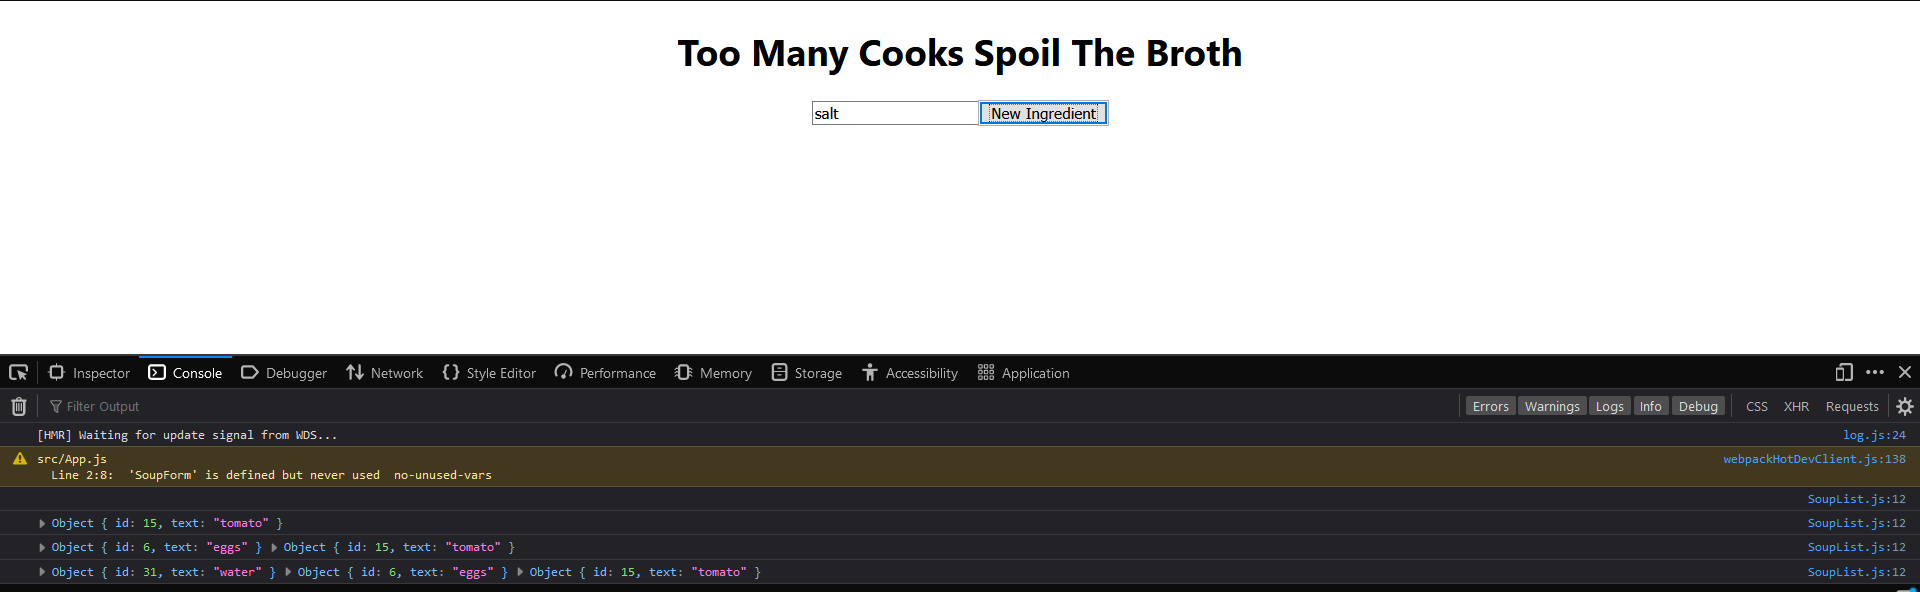 Too Many Cooks Spoil The Broth
salt New Ingredient
Inspector Console Debugger Network Style Editor Performance Memory Storage Accessibility Application
Filter Output Errors Warnings Logs Info Debug CSS XHR Requests
[HMR] Waiting for update signal from WDS... log.js:24
src/App.js webpackHotDevClient.js:138
Line 2:8: 'SoupForm' is defined but never used no-unused-vars
SoupList.js:12
Object { id: 15, text: "tomato" } SoupList.js:12
Object { id: 6, text: "eggs" } Object { id: 15, text: "tomato" } SoupList.js:12
Object { id: 31, text: "water" } Object { id: 6, text: "eggs" } Object { id: 15, text: "tomato" } SoupList.js:12